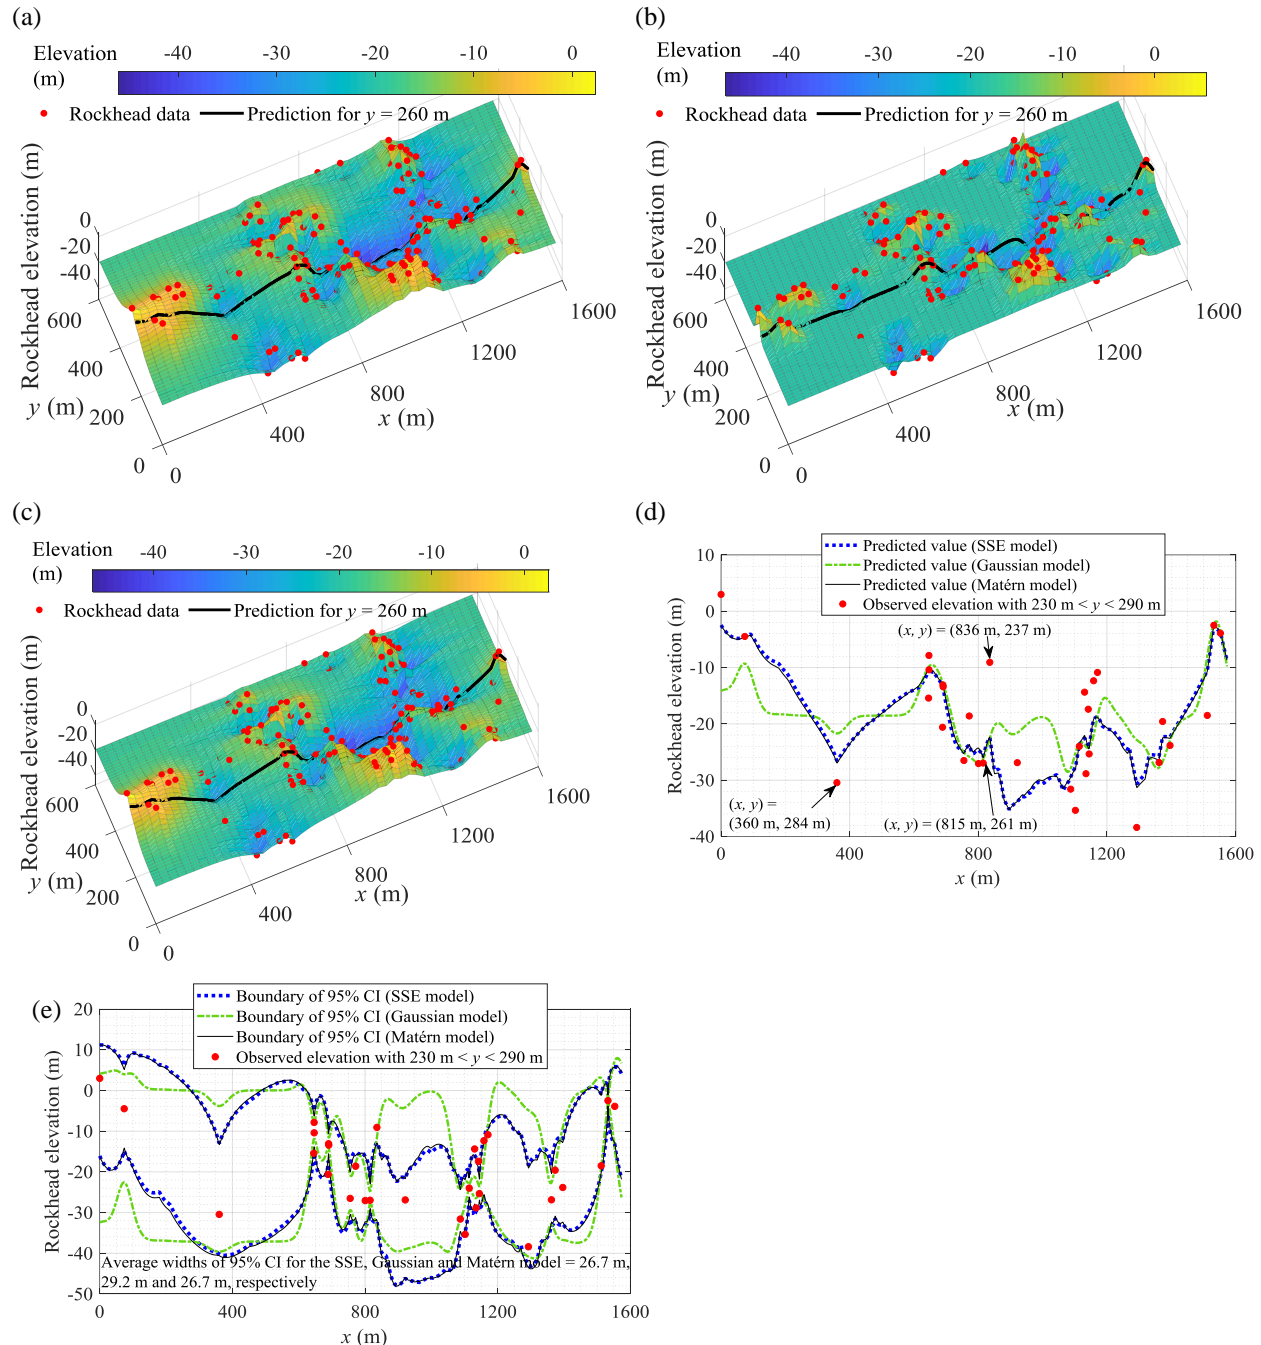 (a)
Elevation
(m)
-40
-30
-20
-10
0
Rockhead data
Prediction for y = 260 m
Rockhead elevation (m)
0
-20
-40
600
400
200
0
y (m)
0
400
800
1200
1600
x (m)
(b)
Elevation
(m)
-40
-30
-20
-10
0
Rockhead data
Prediction for y = 260 m
Rockhead elevation (m)
0
-20
-40
600
400
200
0
y (m)
0
400
800
1200
1600
x (m)
(c)
Elevation
(m)
-40
-30
-20
-10
0
Rockhead data
Prediction for y = 260 m
Rockhead elevation (m)
0
-20
-40
600
400
200
0
y (m)
0
400
800
1200
1600
x (m)
(d)
Predicted value (SSE model)
Predicted value (Gaussian model)
Predicted value (Matérn model)
Observed elevation with 230 m < y < 290 m
(x, y) = (836 m, 237 m)
(x, y) =
(360 m, 284 m)
(x, y) = (815 m, 261 m)
Rockhead elevation (m)
10
0
-10
-20
-30
-40
0
400
800
1200
1600
x (m)
(e)
Boundary of 95% CI (SSE model)
Boundary of 95% CI (Gaussian model)
Boundary of 95% CI (Matérn model)
Observed elevation with 230 m < y < 290 m
Rockhead elevation (m)
20
10
0
-10
-20
-30
-40
-50
Average widths of 95% CI for the SSE, Gaussian and Matérn model = 26.7 m,
29.2 m and 26.7 m, respectively
0
400
800
1200
1600
x (m)